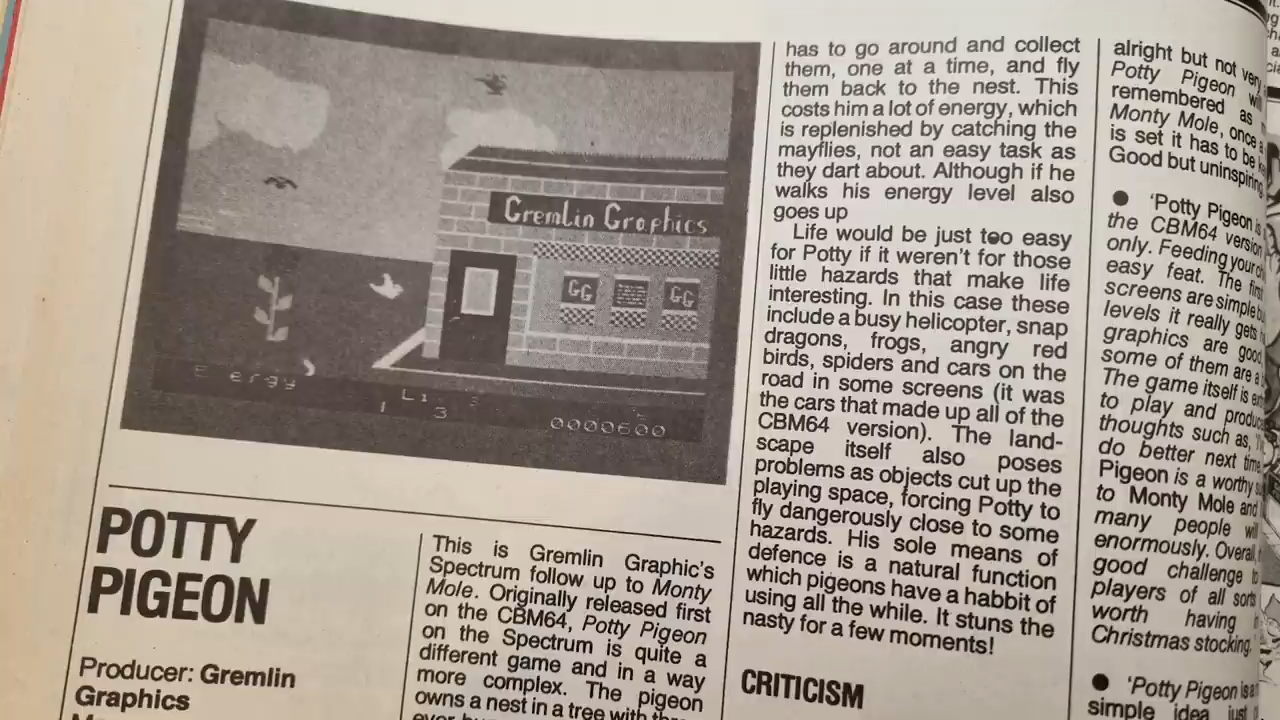 Gremlin Graphics
GG
GG
E ergy
Li
1 3
0000600
POTTY
PIGEON
Producer: Gremlin
Graphics
This is Gremlin Graphic's
Spectrum follow up to Monty
Mole. Originally released first
on the CBM64, Potty Pigeon
on the Spectrum is quite a
different game and in a way
more complex. The pigeon
owns a nest in a tree with
has to go around and collect
them, one at a time, and fly
them back to the nest. This
costs him a lot of energy, which
is replenished by catching the
mayflies, not an easy task as
they dart about. Although if he
walks his energy level also
goes up
Life would be just too easy
for Potty if it weren't for those
little hazards that make life
interesting. In this case these
include a busy helicopter, snap
dragons, frogs, angry red
birds, spiders and cars on the
road in some screens (it was
the cars that made up all of the
CBM64 version). The land-
scape itself also poses
problems as objects cut up the
playing space, forcing Potty to
fly dangerously close to some
hazards. His sole means of
defence is a natural function
which pigeons have a habbit of
using all the while. It stuns the
nasty for a few moments!
CRITICISM
alright but not very
Potty Pigeon
remembered as
Monty Mole, once a
is set it has to be
Good but uninspiring
● 'Potty Pigeon is
the CBM64 version
only. Feeding your
easy feat. The first
screens are simple
levels it really gets
graphics are good
some of them are a
The game itself is
to play and
thoughts such as,
do better next time
Pigeon is a worthy
to Monty Mole and
many people will
enormously. Overall,
good challenge to
players of all sorts
worth having
Christmas stocking.
● 'Potty Pigeon is a
simple idea just